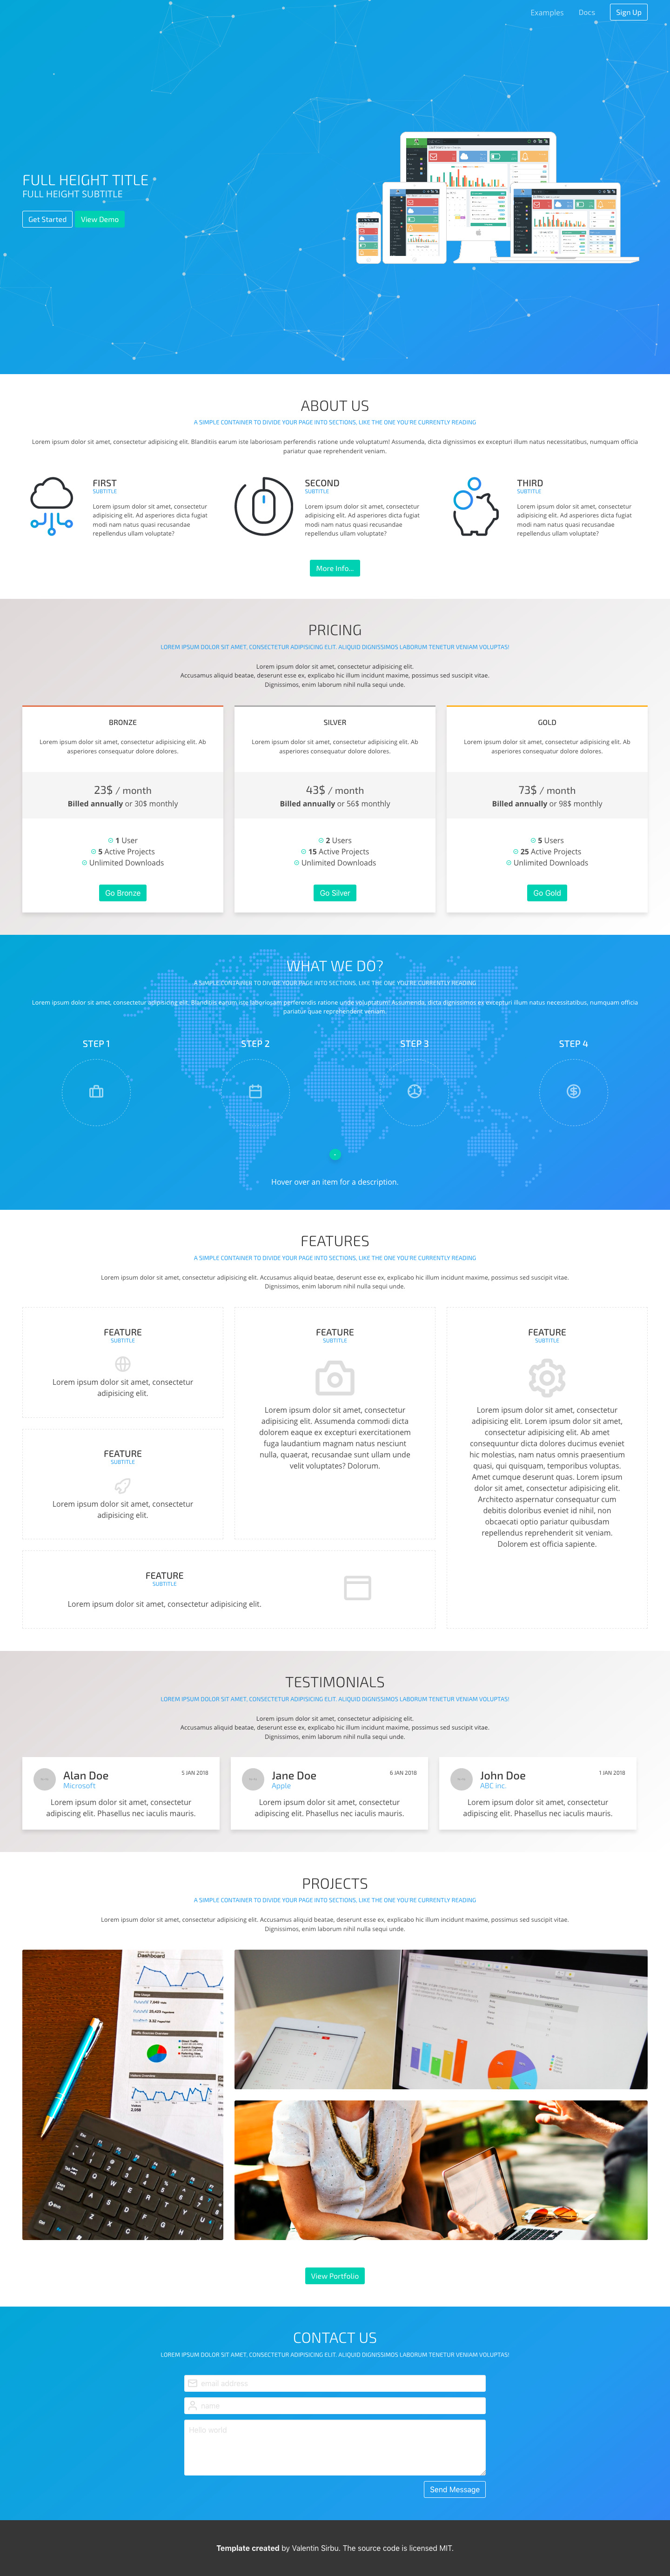 Examples Docs Sign Up
FULL HEIGHT TITLE
FULL HEIGHT SUBTITLE
Get Started View Demo
ABOUT US
A SIMPLE CONTAINER TO DIVIDE YOUR PAGE INTO SECTIONS, LIKE THE ONE YOU'RE CURRENTLY READING
Lorem ipsum dolor sit amet, consectetur adipisicing elit. Blanditiis earum iste laboriosam perferendis ratione unde voluptatum! Assumenda, dicta dignissimos ex excepturi illum natus necessitatibus, numquam officia
pariatur quae reprehenderit veniam.
FIRST
SUBTITLE
Lorem ipsum dolor sit amet, consectetur
adipisicing elit. Ad asperiores dicta fugiat
modi nam natus quasi recusandae
repellendus ullam voluptate?
SECOND
SUBTITLE
Lorem ipsum dolor sit amet, consectetur
adipisicing elit. Ad asperiores dicta fugiat
modi nam natus quasi recusandae
repellendus ullam voluptate?
THIRD
SUBTITLE
Lorem ipsum dolor sit amet, consectetur
adipisicing elit. Ad asperiores dicta fugiat
modi nam natus quasi recusandae
repellendus ullam voluptate?
More Info...
PRICING
LOREM IPSUM DOLOR SIT AMET, CONSECTETUR ADIPISICING ELIT. ALIQUID DIGNISSIMOS LABORUM TENETUR VENIAM VOLUPTAS!
Lorem ipsum dolor sit amet, consectetur adipisicing elit.
Accusamus aliquid beatae, deserunt esse ex, explicabo hic illum incidunt maxime, possimus sed suscipit vitae.
Dignissimos, enim laborum nihil nulla sequi unde.
BRONZE
Lorem ipsum dolor sit amet, consectetur adipisicing elit. Ab
asperiores consequatur dolore dolores.
23$ / month
Billed annually or 30$ monthly
1 User
5 Active Projects
Unlimited Downloads
Go Bronze
SILVER
Lorem ipsum dolor sit amet, consectetur adipisicing elit. Ab
asperiores consequatur dolore dolores.
43$ / month
Billed annually or 56$ monthly
2 Users
15 Active Projects
Unlimited Downloads
Go Silver
GOLD
Lorem ipsum dolor sit amet, consectetur adipisicing elit. Ab
asperiores consequatur dolore dolores.
73$ / month
Billed annually or 98$ monthly
5 Users
25 Active Projects
Unlimited Downloads
Go Gold
WHAT WE DO?
A SIMPLE CONTAINER TO DIVIDE YOUR PAGE INTO SECTIONS, LIKE THE ONE YOU'RE CURRENTLY READING
Lorem ipsum dolor sit amet, consectetur adipisicing elit. Blanditiis earum iste laboriosam perferendis ratione unde voluptatum! Assumenda, dicta dignissimos ex excepturi illum natus necessitatibus, numquam officia
pariatur quae reprehenderit veniam.
STEP 1 STEP 2 STEP 3 STEP 4
Hover over an item for a description.
FEATURES
A SIMPLE CONTAINER TO DIVIDE YOUR PAGE INTO SECTIONS, LIKE THE ONE YOU'RE CURRENTLY READING
Lorem ipsum dolor sit amet, consectetur adipisicing elit. Accusamus aliquid beatae, deserunt esse ex, explicabo hic illum incidunt maxime, possimus sed suscipit vitae.
Dignissimos, enim laborum nihil nulla sequi unde.
FEATURE
SUBTITLE
Lorem ipsum dolor sit amet, consectetur
adipisicing elit.
FEATURE
SUBTITLE
Lorem ipsum dolor sit amet, consectetur
adipisicing elit.
FEATURE
SUBTITLE
Lorem ipsum dolor sit amet, consectetur
adipisicing elit. Assumenda commodi dicta
dolorem eaque ex excepturi exercitationem
fuga laudantium magnam natus nesciunt
nulla, quaerat, recusandae sunt ullam unde
velit voluptates? Dolorum.
FEATURE
SUBTITLE
Lorem ipsum dolor sit amet, consectetur
adipisicing elit. Lorem ipsum dolor sit amet,
consectetur adipisicing elit. Ab amet
consequuntur dicta dolores ducimus eveniet
hic molestias, nam natus omnis praesentium
quasi, qui quisquam, temporibus voluptas.
Amet cumque deserunt quas. Lorem ipsum
dolor sit amet, consectetur adipisicing elit.
Architecto aspernatur consequatur cum
debitis doloribus eveniet id nihil, non
obcaecati optio pariatur quibusdam
repellendus reprehenderit sit veniam.
Dolorem est officia sapiente.
FEATURE
SUBTITLE
Lorem ipsum dolor sit amet, consectetur adipisicing elit.
TESTIMONIALS
LOREM IPSUM DOLOR SIT AMET, CONSECTETUR ADIPISICING ELIT. ALIQUID DIGNISSIMOS LABORUM TENETUR VENIAM VOLUPTAS!
Lorem ipsum dolor sit amet, consectetur adipisicing elit.
Accusamus aliquid beatae, deserunt esse ex, explicabo hic illum incidunt maxime, possimus sed suscipit vitae.
Dignissimos, enim laborum nihil nulla sequi unde.
Alan Doe 5 JAN 2018
Microsoft
Lorem ipsum dolor sit amet, consectetur
adipiscing elit. Phasellus nec iaculis mauris.
Jane Doe 6 JAN 2018
Apple
Lorem ipsum dolor sit amet, consectetur
adipiscing elit. Phasellus nec iaculis mauris.
John Doe 1 JAN 2018
ABC inc.
Lorem ipsum dolor sit amet, consectetur
adipiscing elit. Phasellus nec iaculis mauris.
PROJECTS
A SIMPLE CONTAINER TO DIVIDE YOUR PAGE INTO SECTIONS, LIKE THE ONE YOU'RE CURRENTLY READING
Lorem ipsum dolor sit amet, consectetur adipisicing elit. Accusamus aliquid beatae, deserunt esse ex, explicabo hic illum incidunt maxime, possimus sed suscipit vitae.
Dignissimos, enim laborum nihil nulla sequi unde.
Dashboard
View Portfolio
CONTACT US
LOREM IPSUM DOLOR SIT AMET, CONSECTETUR ADIPISICING ELIT. ALIQUID DIGNISSIMOS LABORUM TENETUR VENIAM VOLUPTAS!
email address
name
Hello world
Send Message
Template created by Valentin Sirbu. The source code is licensed MIT.